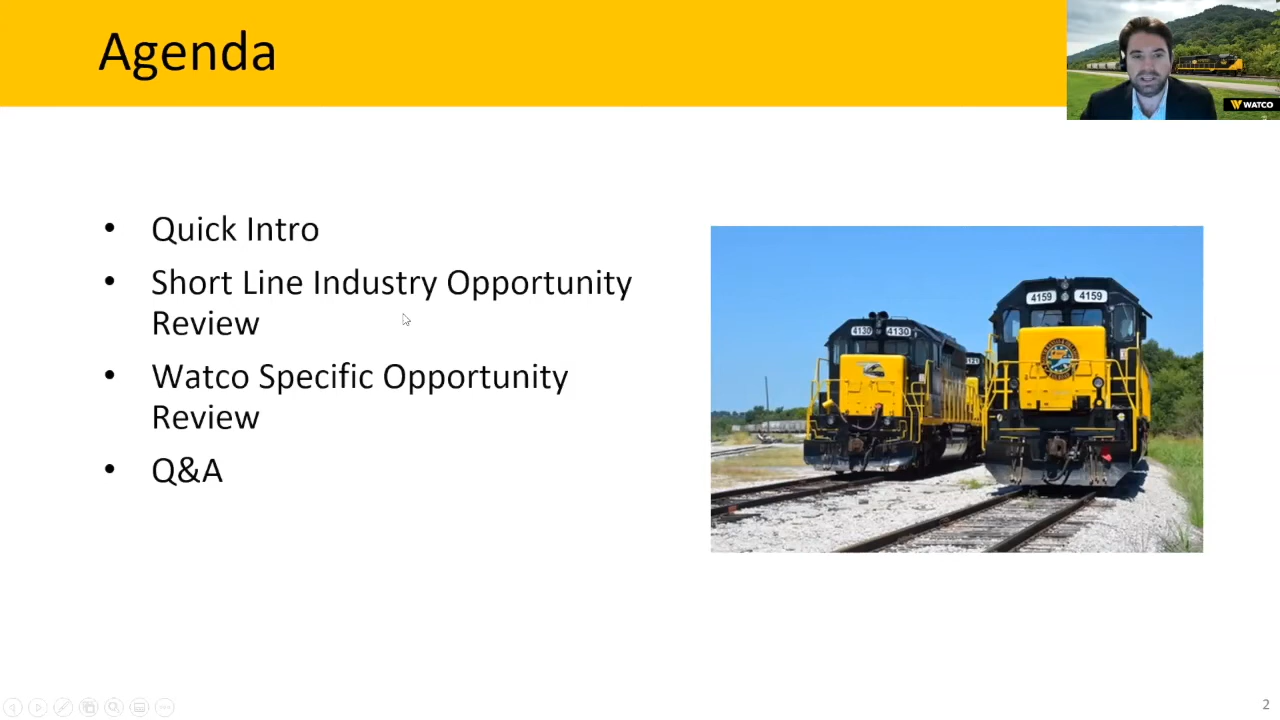 Agenda
WATCO
• Quick Intro
• Short Line Industry Opportunity
Review
• Watco Specific Opportunity
Review
• Q&A
4130 4130
4159 4159
2